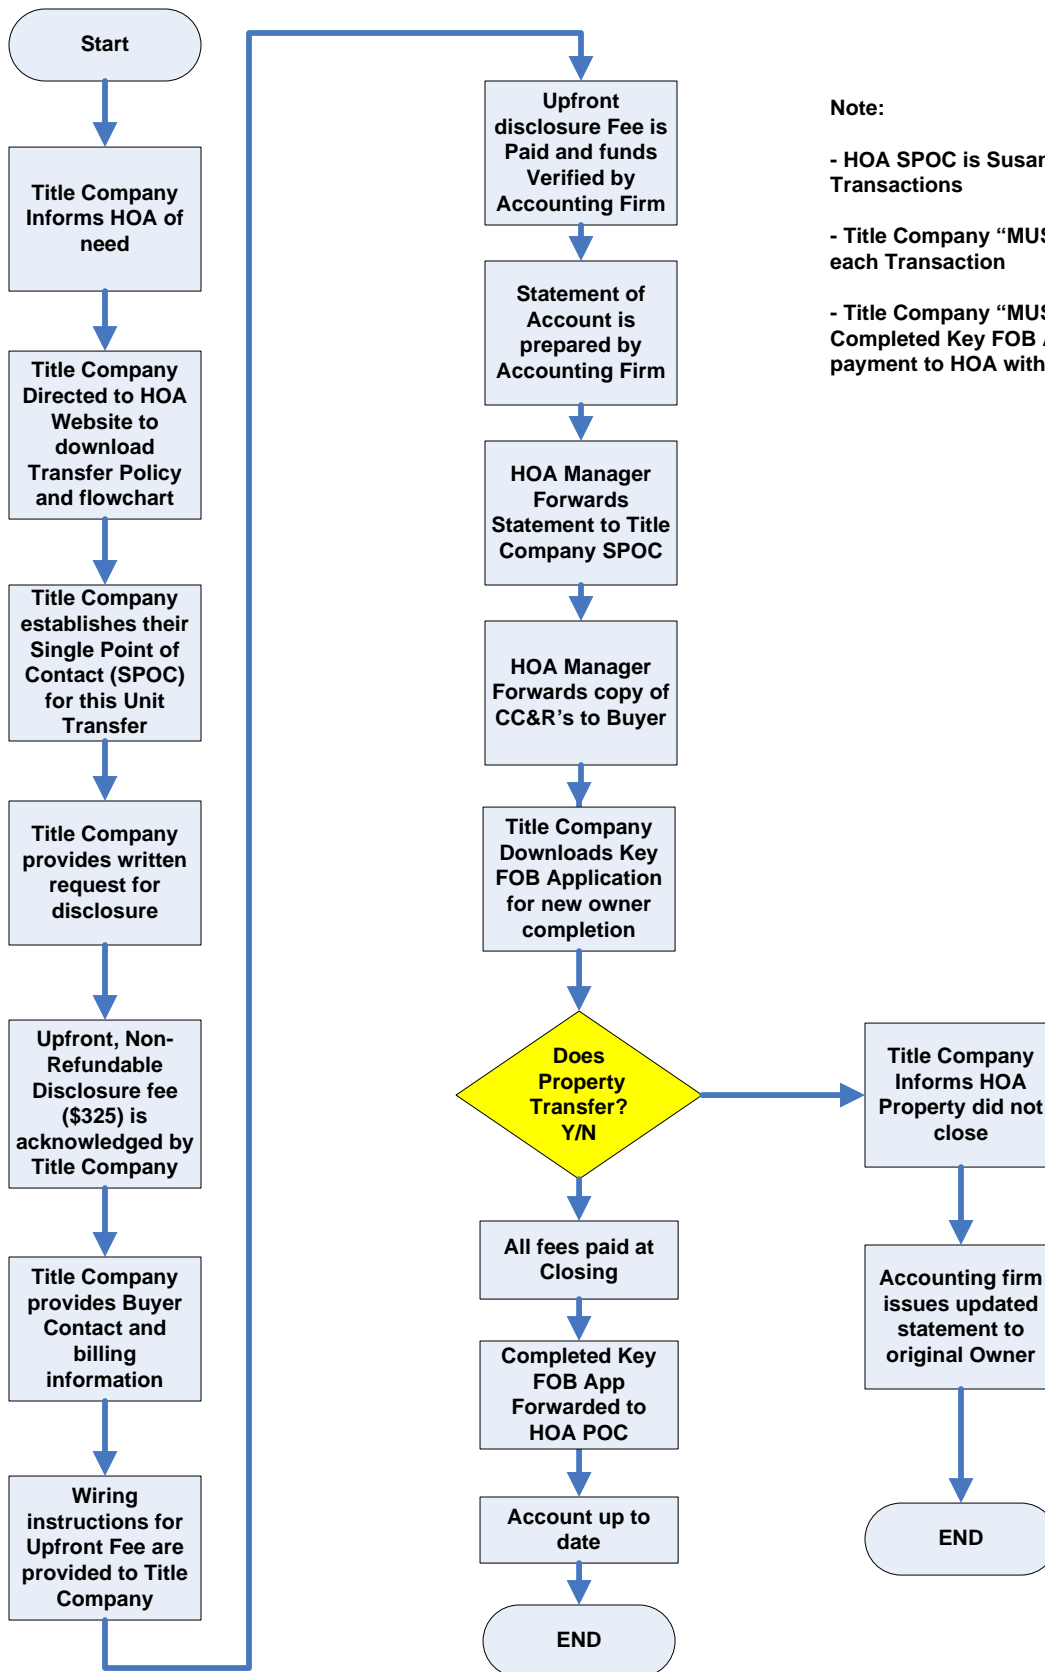 Start
Title Company
Informs HOA of
need
Title Company
Directed to HOA
Website to
download
Transfer Policy
and flowchart
Title Company
establishes their
Single Point of
Contact (SPOC)
for this Unit
Transfer
Title Company
provides written
request for
disclosure
Upfront, Non-
Refundable
Disclosure fee
($325) is
acknowledged by
Title Company
Title Company
provides Buyer
Contact and
billing
information
Wiring
instructions for
Upfront Fee are
provided to Title
Company
Upfront
disclosure Fee is
Paid and funds
Verified by
Accounting Firm
Statement of
Account is
prepared by
Accounting Firm
HOA Manager
Forwards
Statement to Title
Company SPOC
HOA Manager
Forwards copy of
CC&R's to Buyer
Title Company
Downloads Key
FOB Application
for new owner
completion
Does
Property
Transfer?
Y/N
All fees paid at
Closing
Completed Key
FOB App
Forwarded to
HOA POC
Account up to
date
END
Title Company
Informs HOA
Property did not
close
Accounting firm
issues updated
statement to
original Owner
END
Note:
- HOA SPOC is
Transactions
- Title Company
each Transaction
- Title Company
Completed Key FOB
payment to HOA with